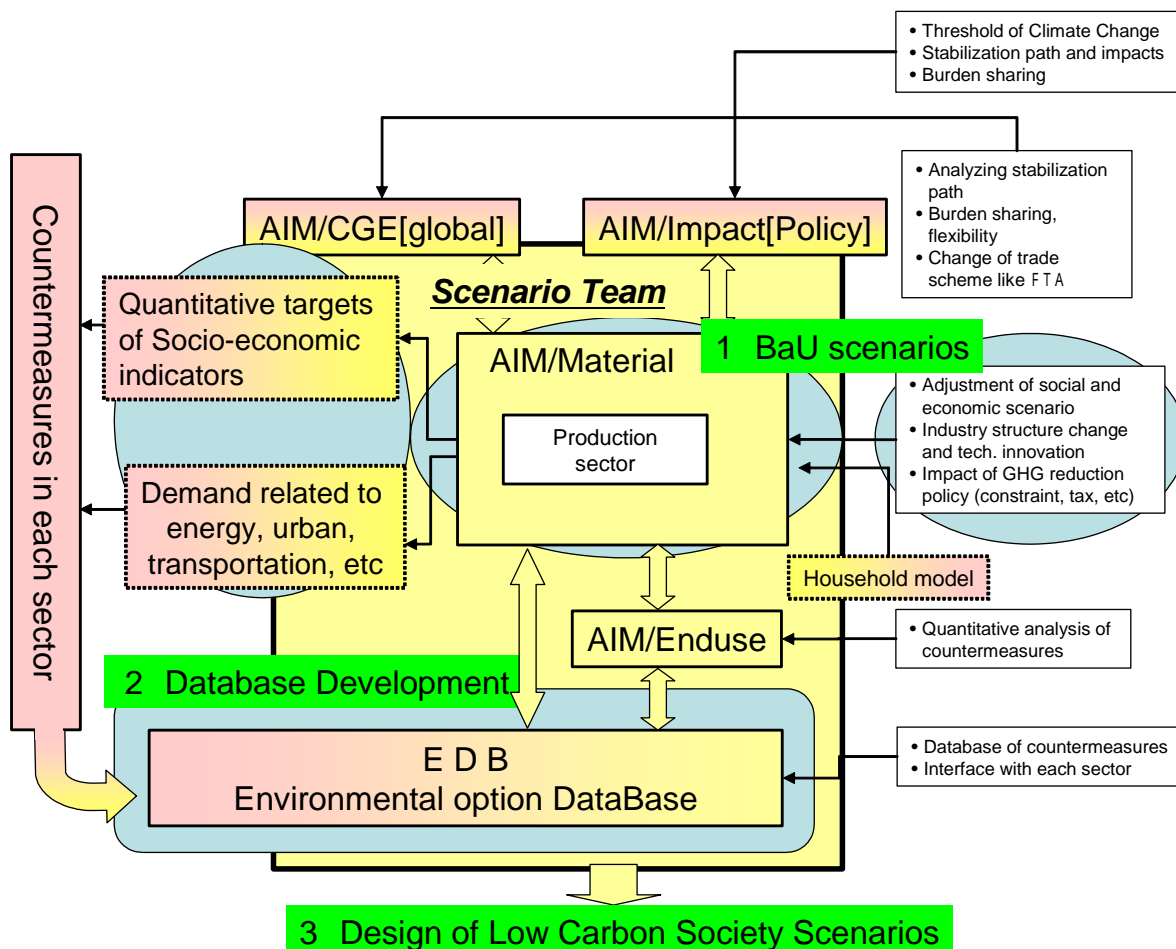 • Threshold of Climate Change
• Stabilization path and impacts
• Burden sharing
• Analyzing stabilization
path
• Burden sharing,
flexibility
• Change of trade
scheme like FTA
Countermeasures in each sector
AIM/CGE[global]
AIM/Impact[Policy]
Scenario Team
Quantitative targets
of Socio-economic
indicators
AIM/Material
1 BaU scenarios
Production
sector
• Adjustment of social and
economic scenario
• Industry structure change
and tech. innovation
• Impact of GHG reduction
policy (constraint, tax, etc)
Demand related to
energy, urban,
transportation, etc
Household model
AIM/Enduse
• Quantitative analysis of
countermeasures
2 Database Development
E D B
Environmental option DataBase
• Database of countermeasures
• Interface with each sector
3 Design of Low Carbon Society Scenarios